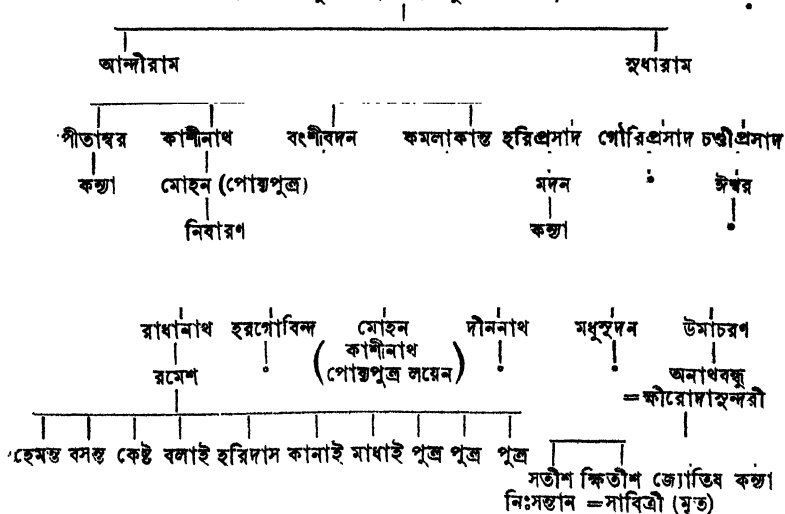 আন্দীরাম সুধারাম
পীতাম্বর কাশীনাথ বংশীবদন কমলাকান্ত হরিপ্রসাদ গৌরিপ্রসাদ চণ্ডীপ্রসাদ
কন্যা মোহন (পোষ্যপুত্র) মদন ঈশ্বর
নিবারণ কন্যা
রাধানাথ হরগোবিন্দ মোহন দীননাথ মধুসূদন উমাচরণ
(কাশীনাথ
রমেশ পোষ্যপুত্র লয়েন) অনাথবন্ধু
=ক্ষীরোদাসুন্দরী
হেমন্ত বসন্ত কেষ্ট বলাই হরিদাস কানাই মাধাই পুত্র পুত্র পুত্র
সতীশ ক্ষিতীশ জ্যোতিষ কন্যা
নিঃসন্তান =সাবিত্রী (মৃত)